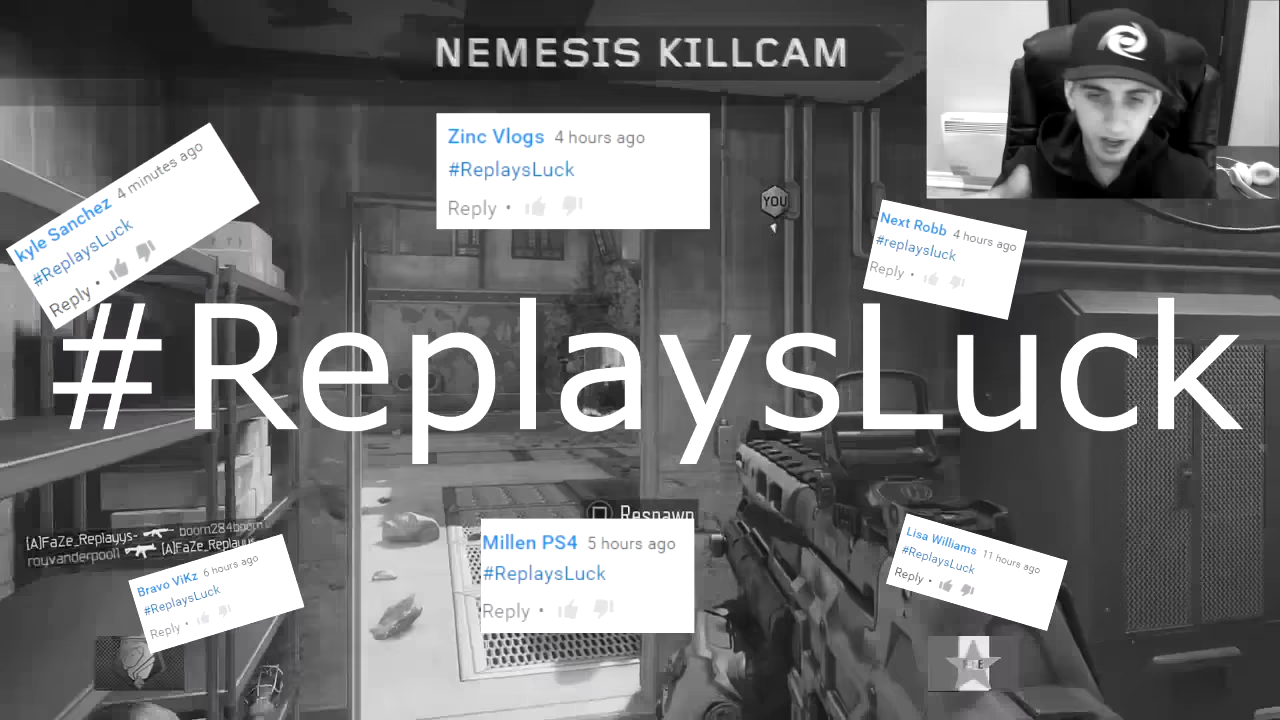 NEMESIS KILLCAM
Zinc Vlogs 4 hours ago
#ReplaysLuck
Reply •
kyle Sanchez 4 minutes ago
#ReplaysLuck
Reply •
YOU
Next Robb 4 hours ago
#replaysluck
Reply •
#ReplaysLuck
Respawn
[A]FaZe_Replayys- boom284boom
royvanderpooll [A]FaZe_Replayys-
Bravo ViKz 6 hours ago
#ReplaysLuck
Reply •
Millen PS4 5 hours ago
#ReplaysLuck
Reply •
Lisa Williams 11 hours ago
#ReplaysLuck
Reply •